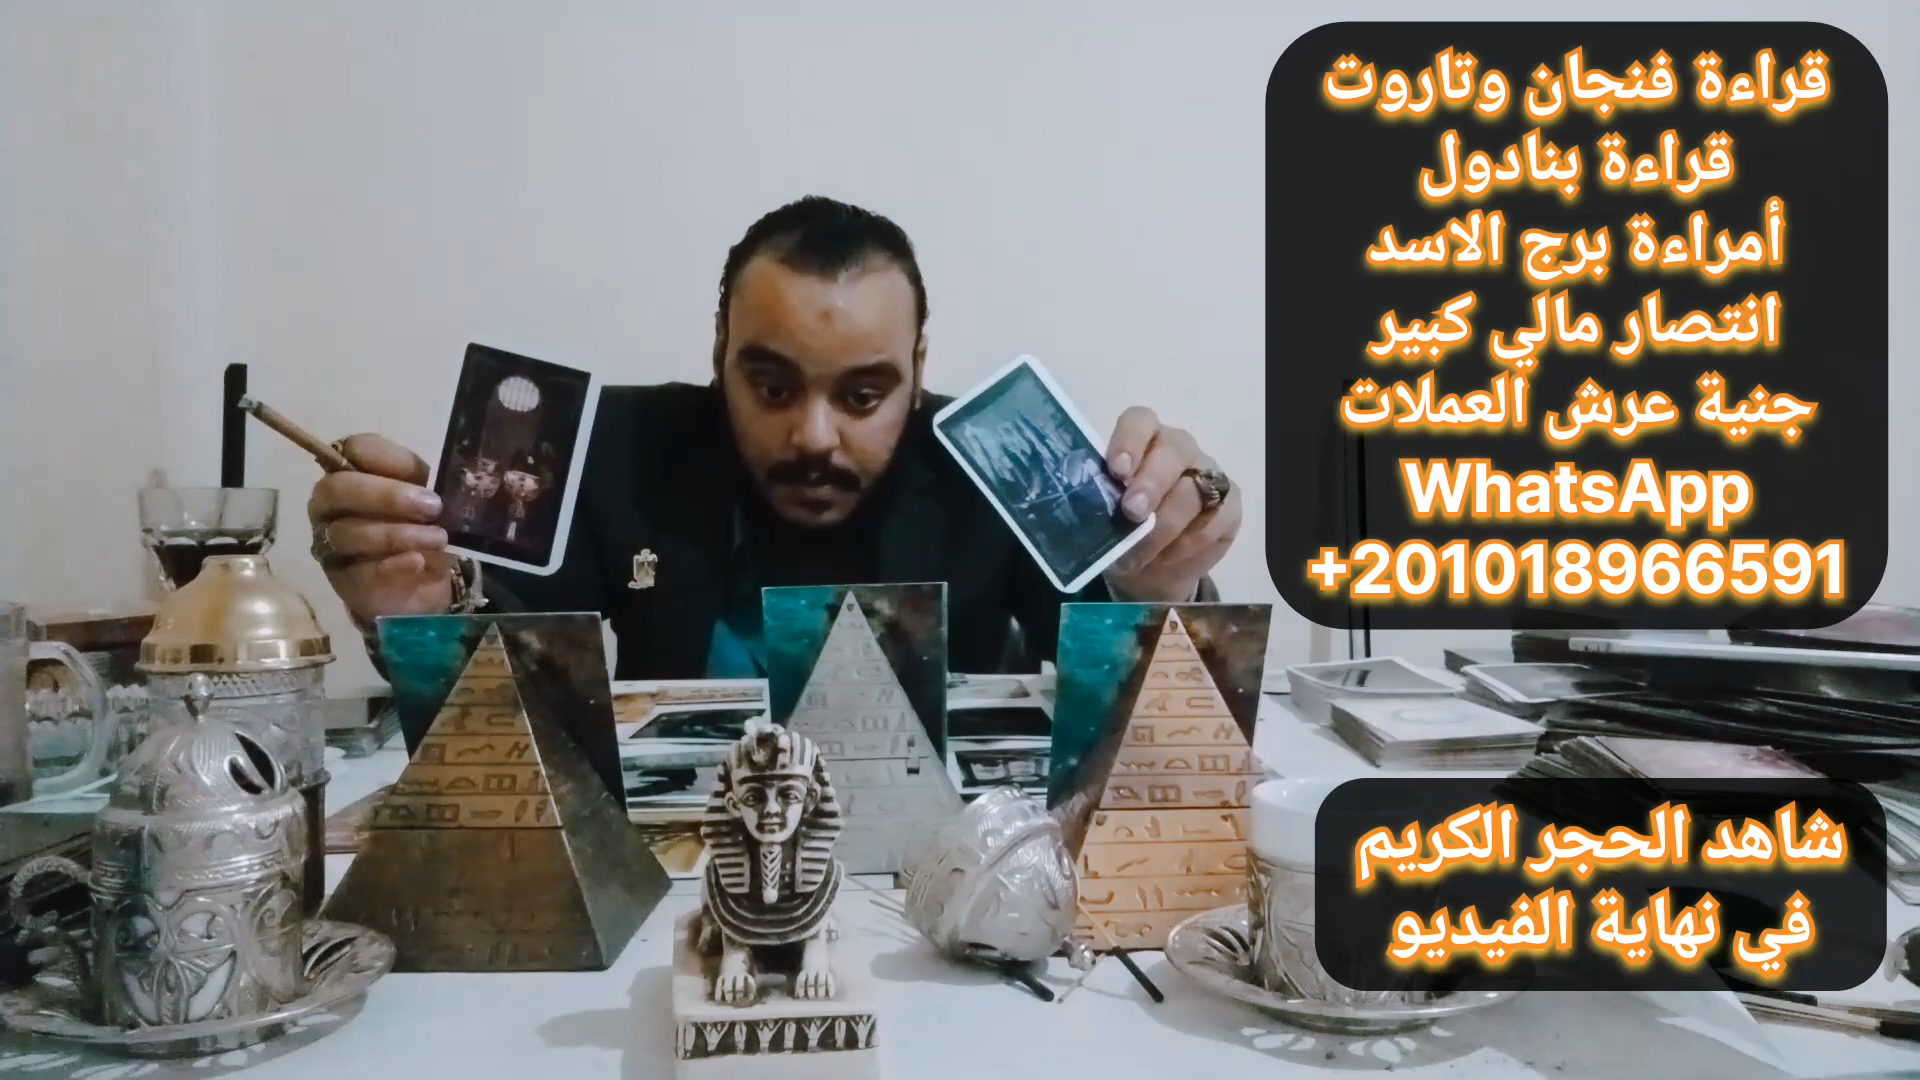 قراءة فنجان وتاروت
قراءة بنادول
أمراءة برج الاسد
انتصار مالي كبير
جنية عرش العملات
WhatsApp
+201018966591
شاهد الحجر الكريم
في نهاية الفيديو